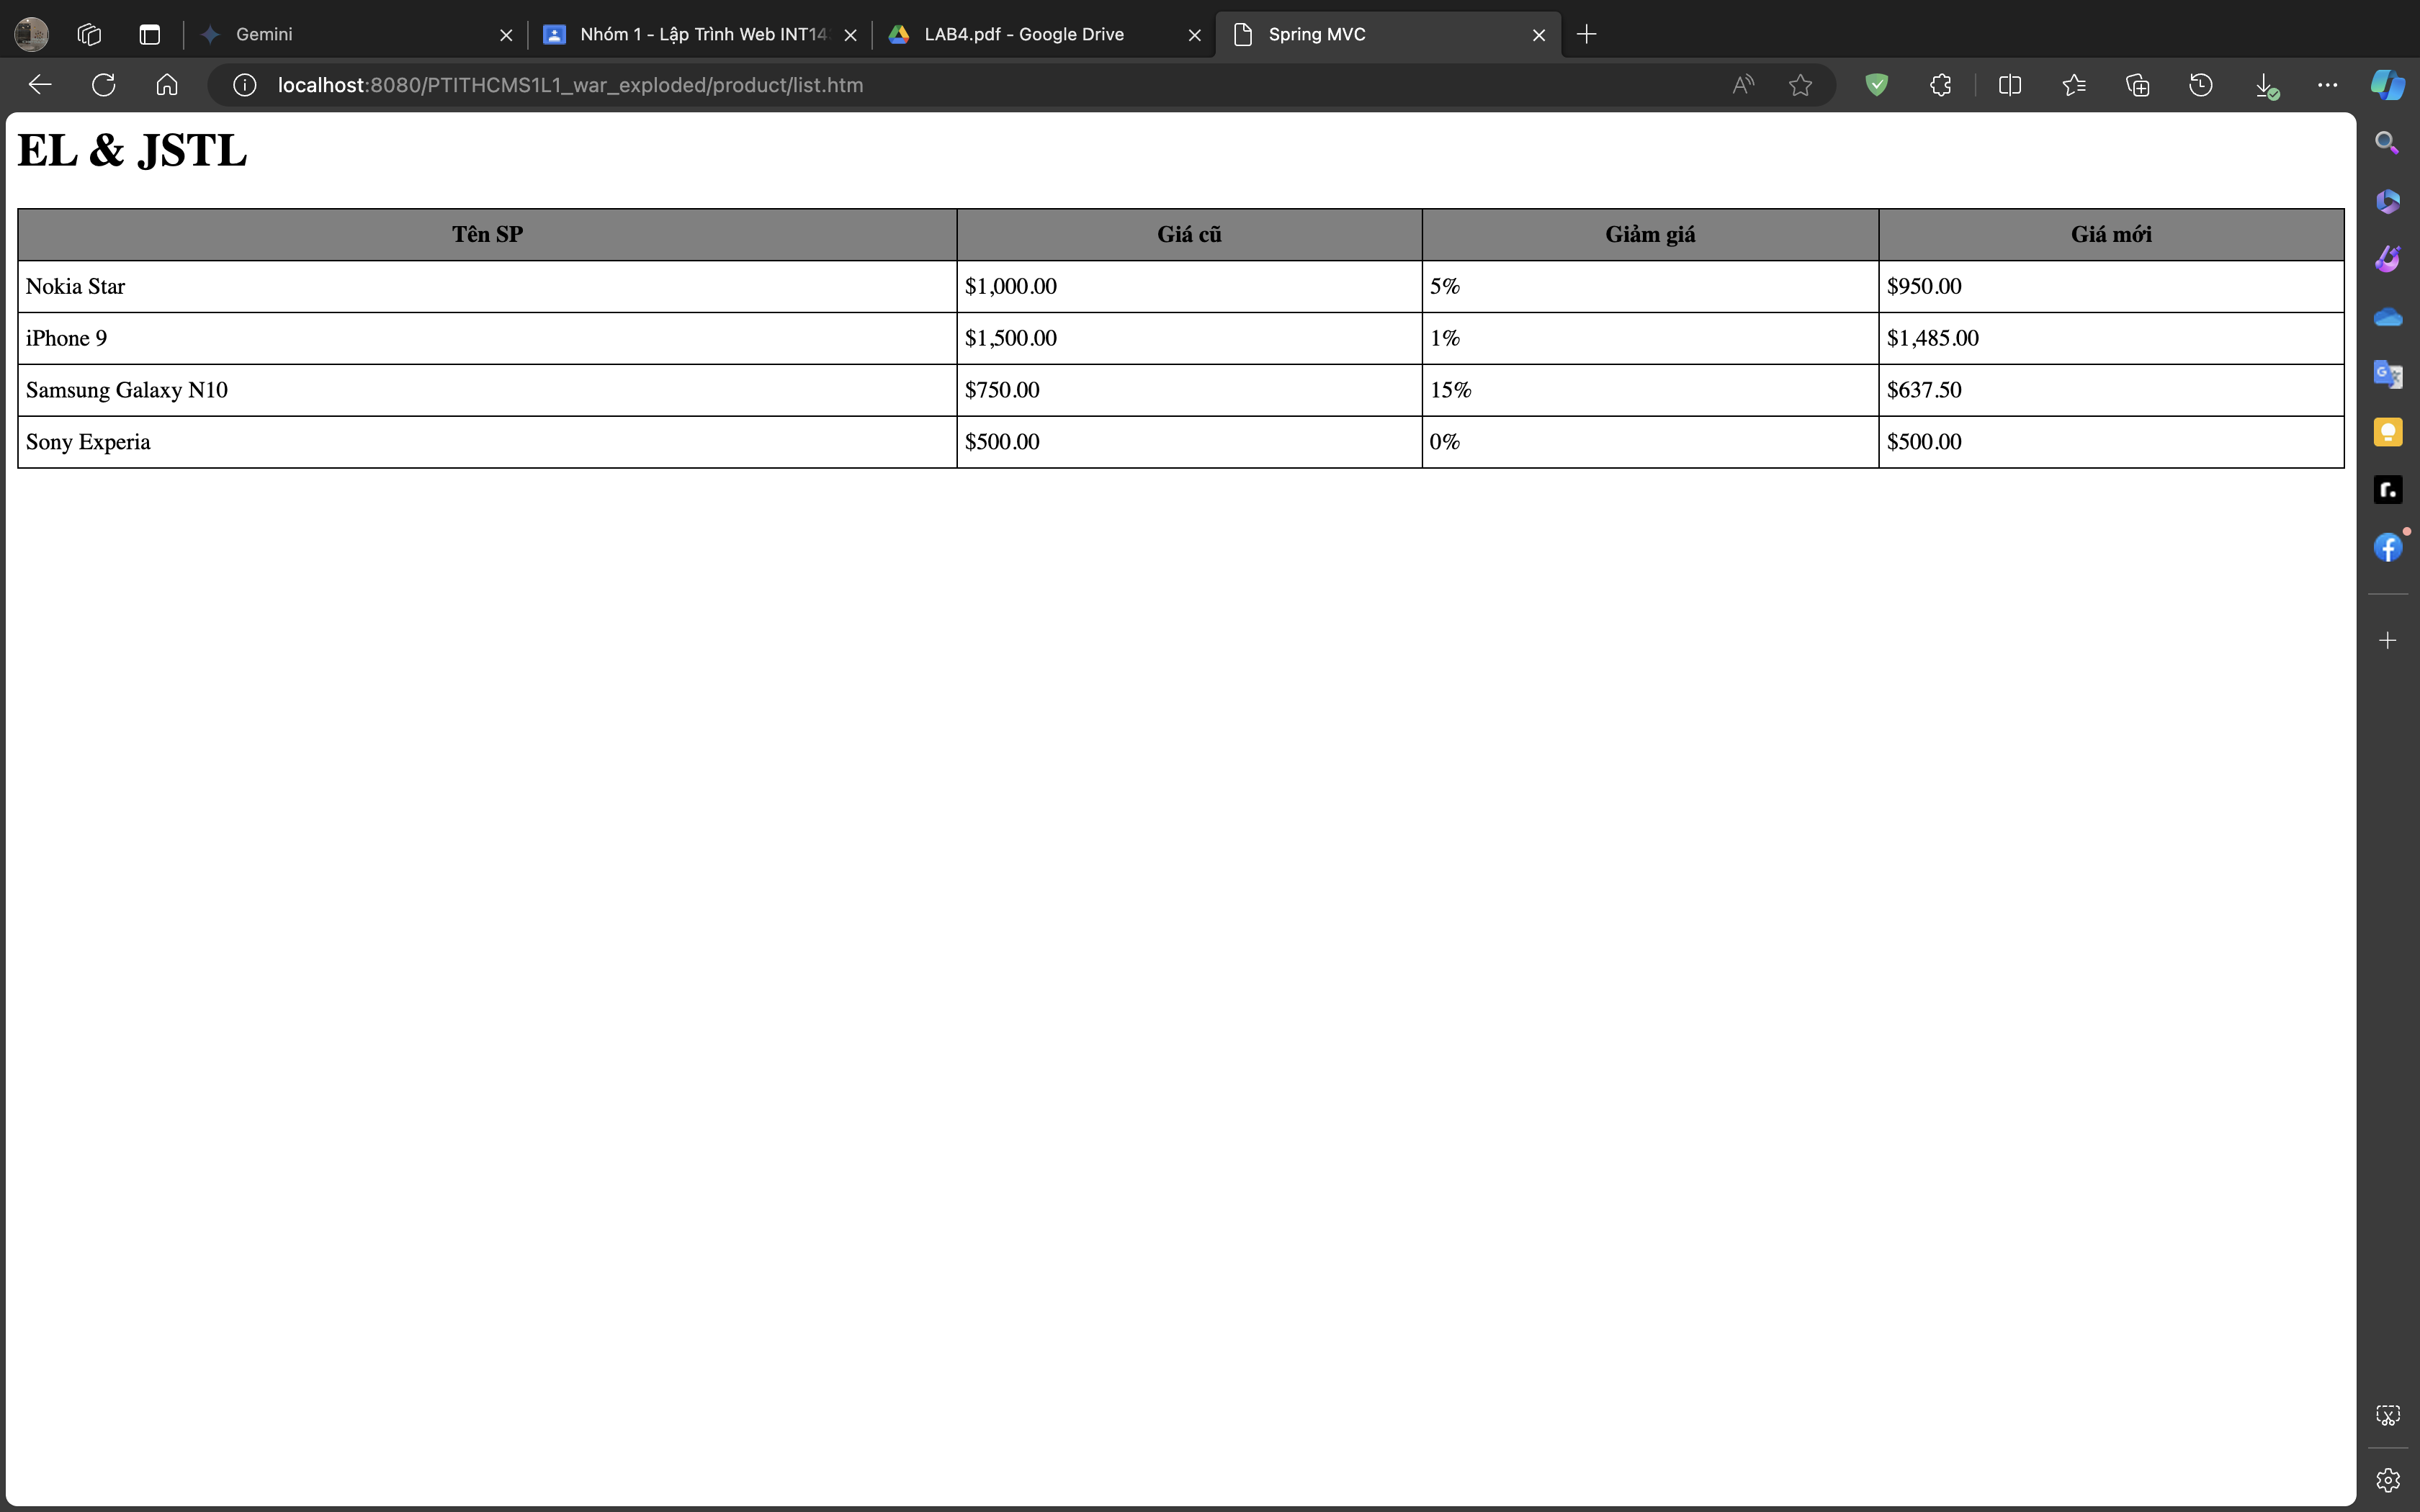 Gemini
Nhóm 1 - Lập Trình Web INT14
LAB4.pdf - Google Drive
Spring MVC
localhost:8080/PTITHCMS1L1_war_exploded/product/list.htm
EL & JSTL
Tên SP Giá cũ Giảm giá Giá mới
Nokia Star $1,000.00 5% $950.00
iPhone 9 $1,500.00 1% $1,485.00
Samsung Galaxy N10 $750.00 15% $637.50
Sony Experia $500.00 0% $500.00